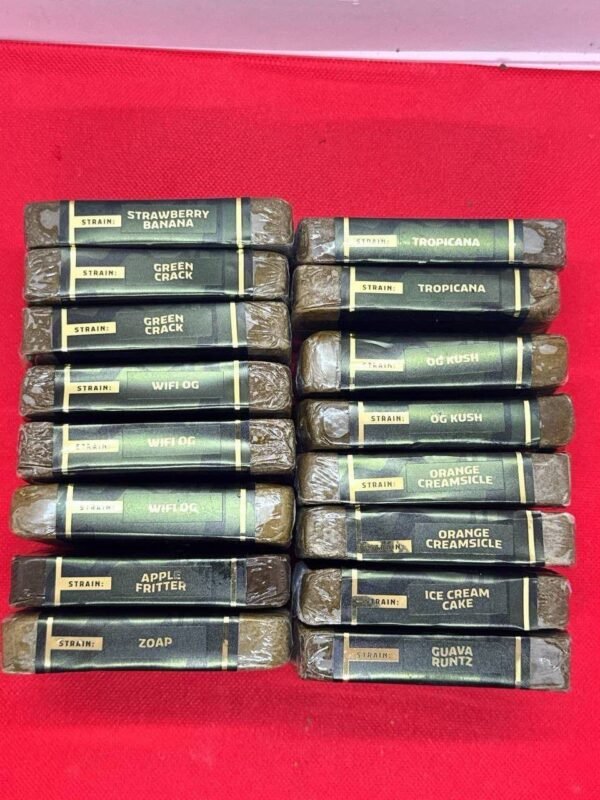 STRAIN: STRAWBERRY
BANANA
STRAIN: GREEN
CRACK
STRAIN: GREEN
CRACK
STRAIN: WIFI OG
STRAIN: WIFI OG
STRAIN: WIFI OG
STRAIN: APPLE
FRITTER
STRAIN: ZOAP
STRAIN: TROPICANA
STRAIN: TROPICANA
STRAIN: OG KUSH
STRAIN: OG KUSH
STRAIN: ORANGE
CREAMSICLE
STRAIN: ORANGE
CREAMSICLE
STRAIN: ICE CREAM
CAKE
STRAIN: GUAVA
RUNTZ